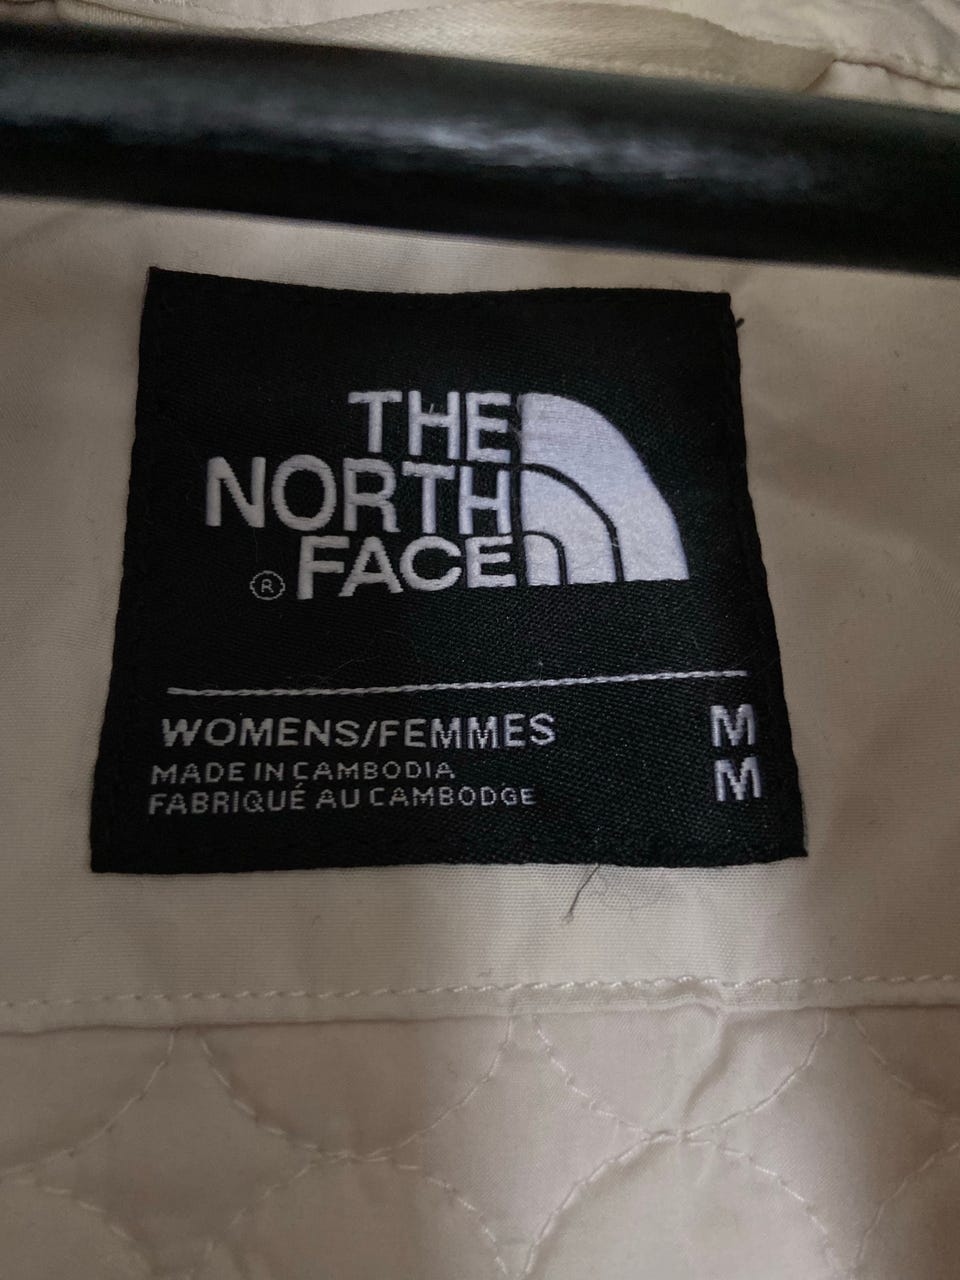 THE
NORTH
® FACE
WOMENS/FEMMES M
MADE IN CAMBODIA
FABRIQUÉ AU CAMBODGE M